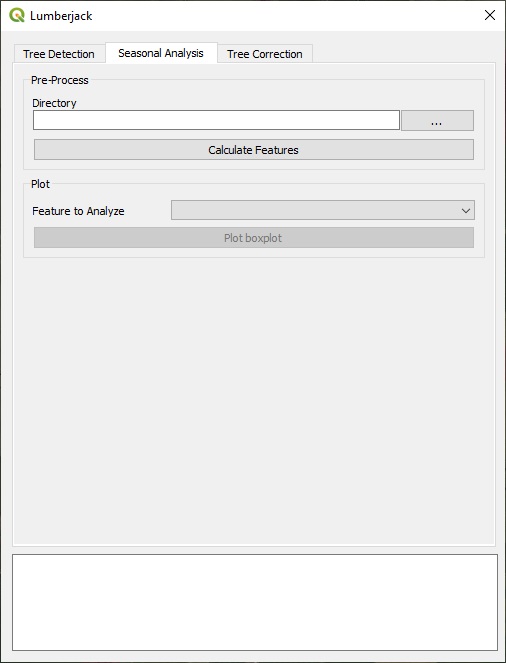 Lumberjack
Tree Detection Seasonal Analysis Tree Correction
Pre-Process
Directory
...
Calculate Features
Plot
Feature to Analyze
Plot boxplot